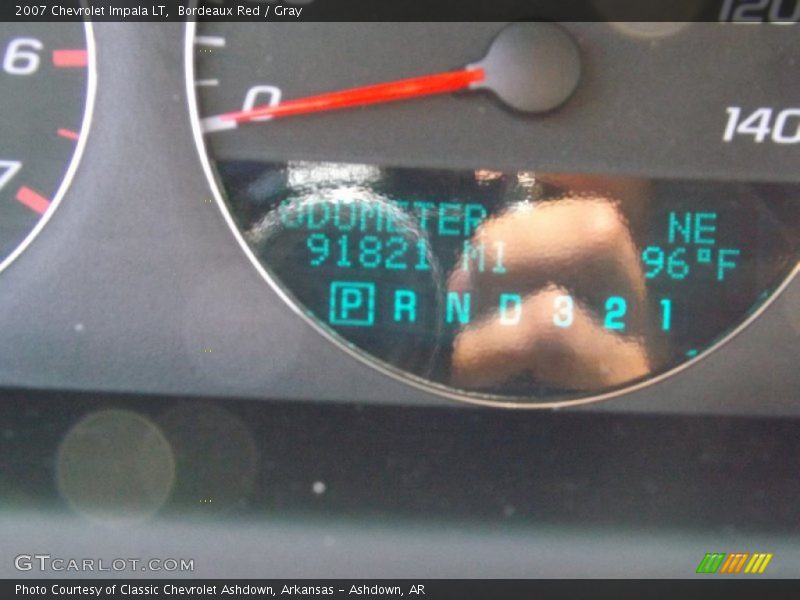 2007 Chevrolet Impala LT, Bordeaux Red / Gray
120
6
0
140
7
ODOMETER NE
91821 MI 96°F
P R N D 3 2 1
GTCARLOT.COM
Photo Courtesy of Classic Chevrolet Ashdown, Arkansas - Ashdown, AR